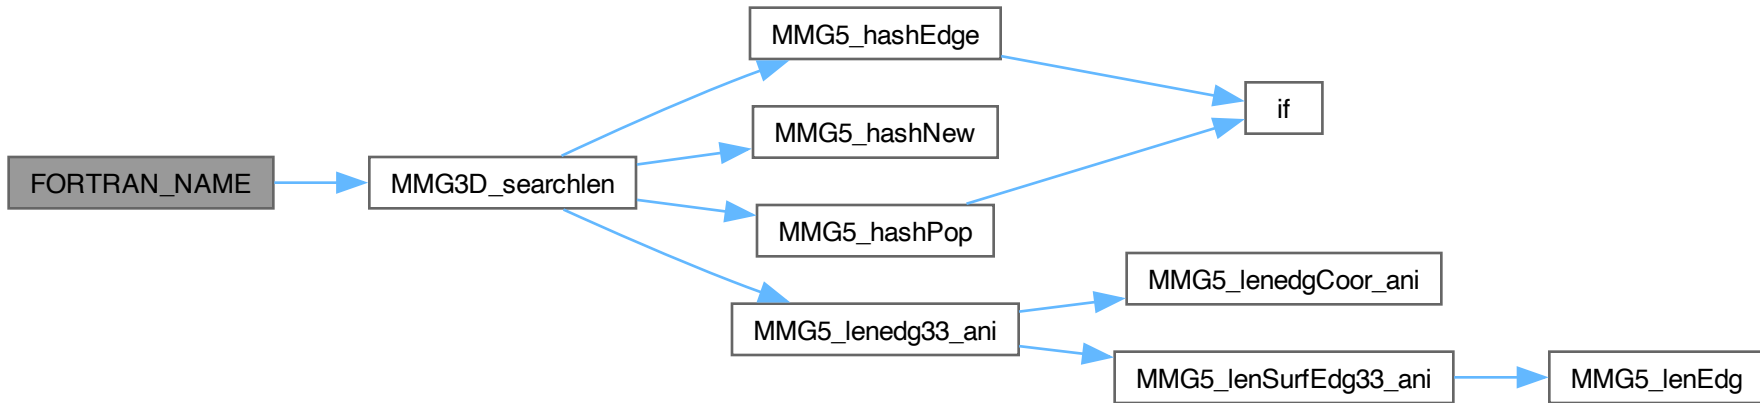 FORTRAN_NAME
MMG3D_searchlen
MMG5_hashEdge
MMG5_hashNew
MMG5_hashPop
MMG5_lenedg33_ani
if
MMG5_lenedgCoor_ani
MMG5_lenSurfEdg33_ani
MMG5_lenEdg